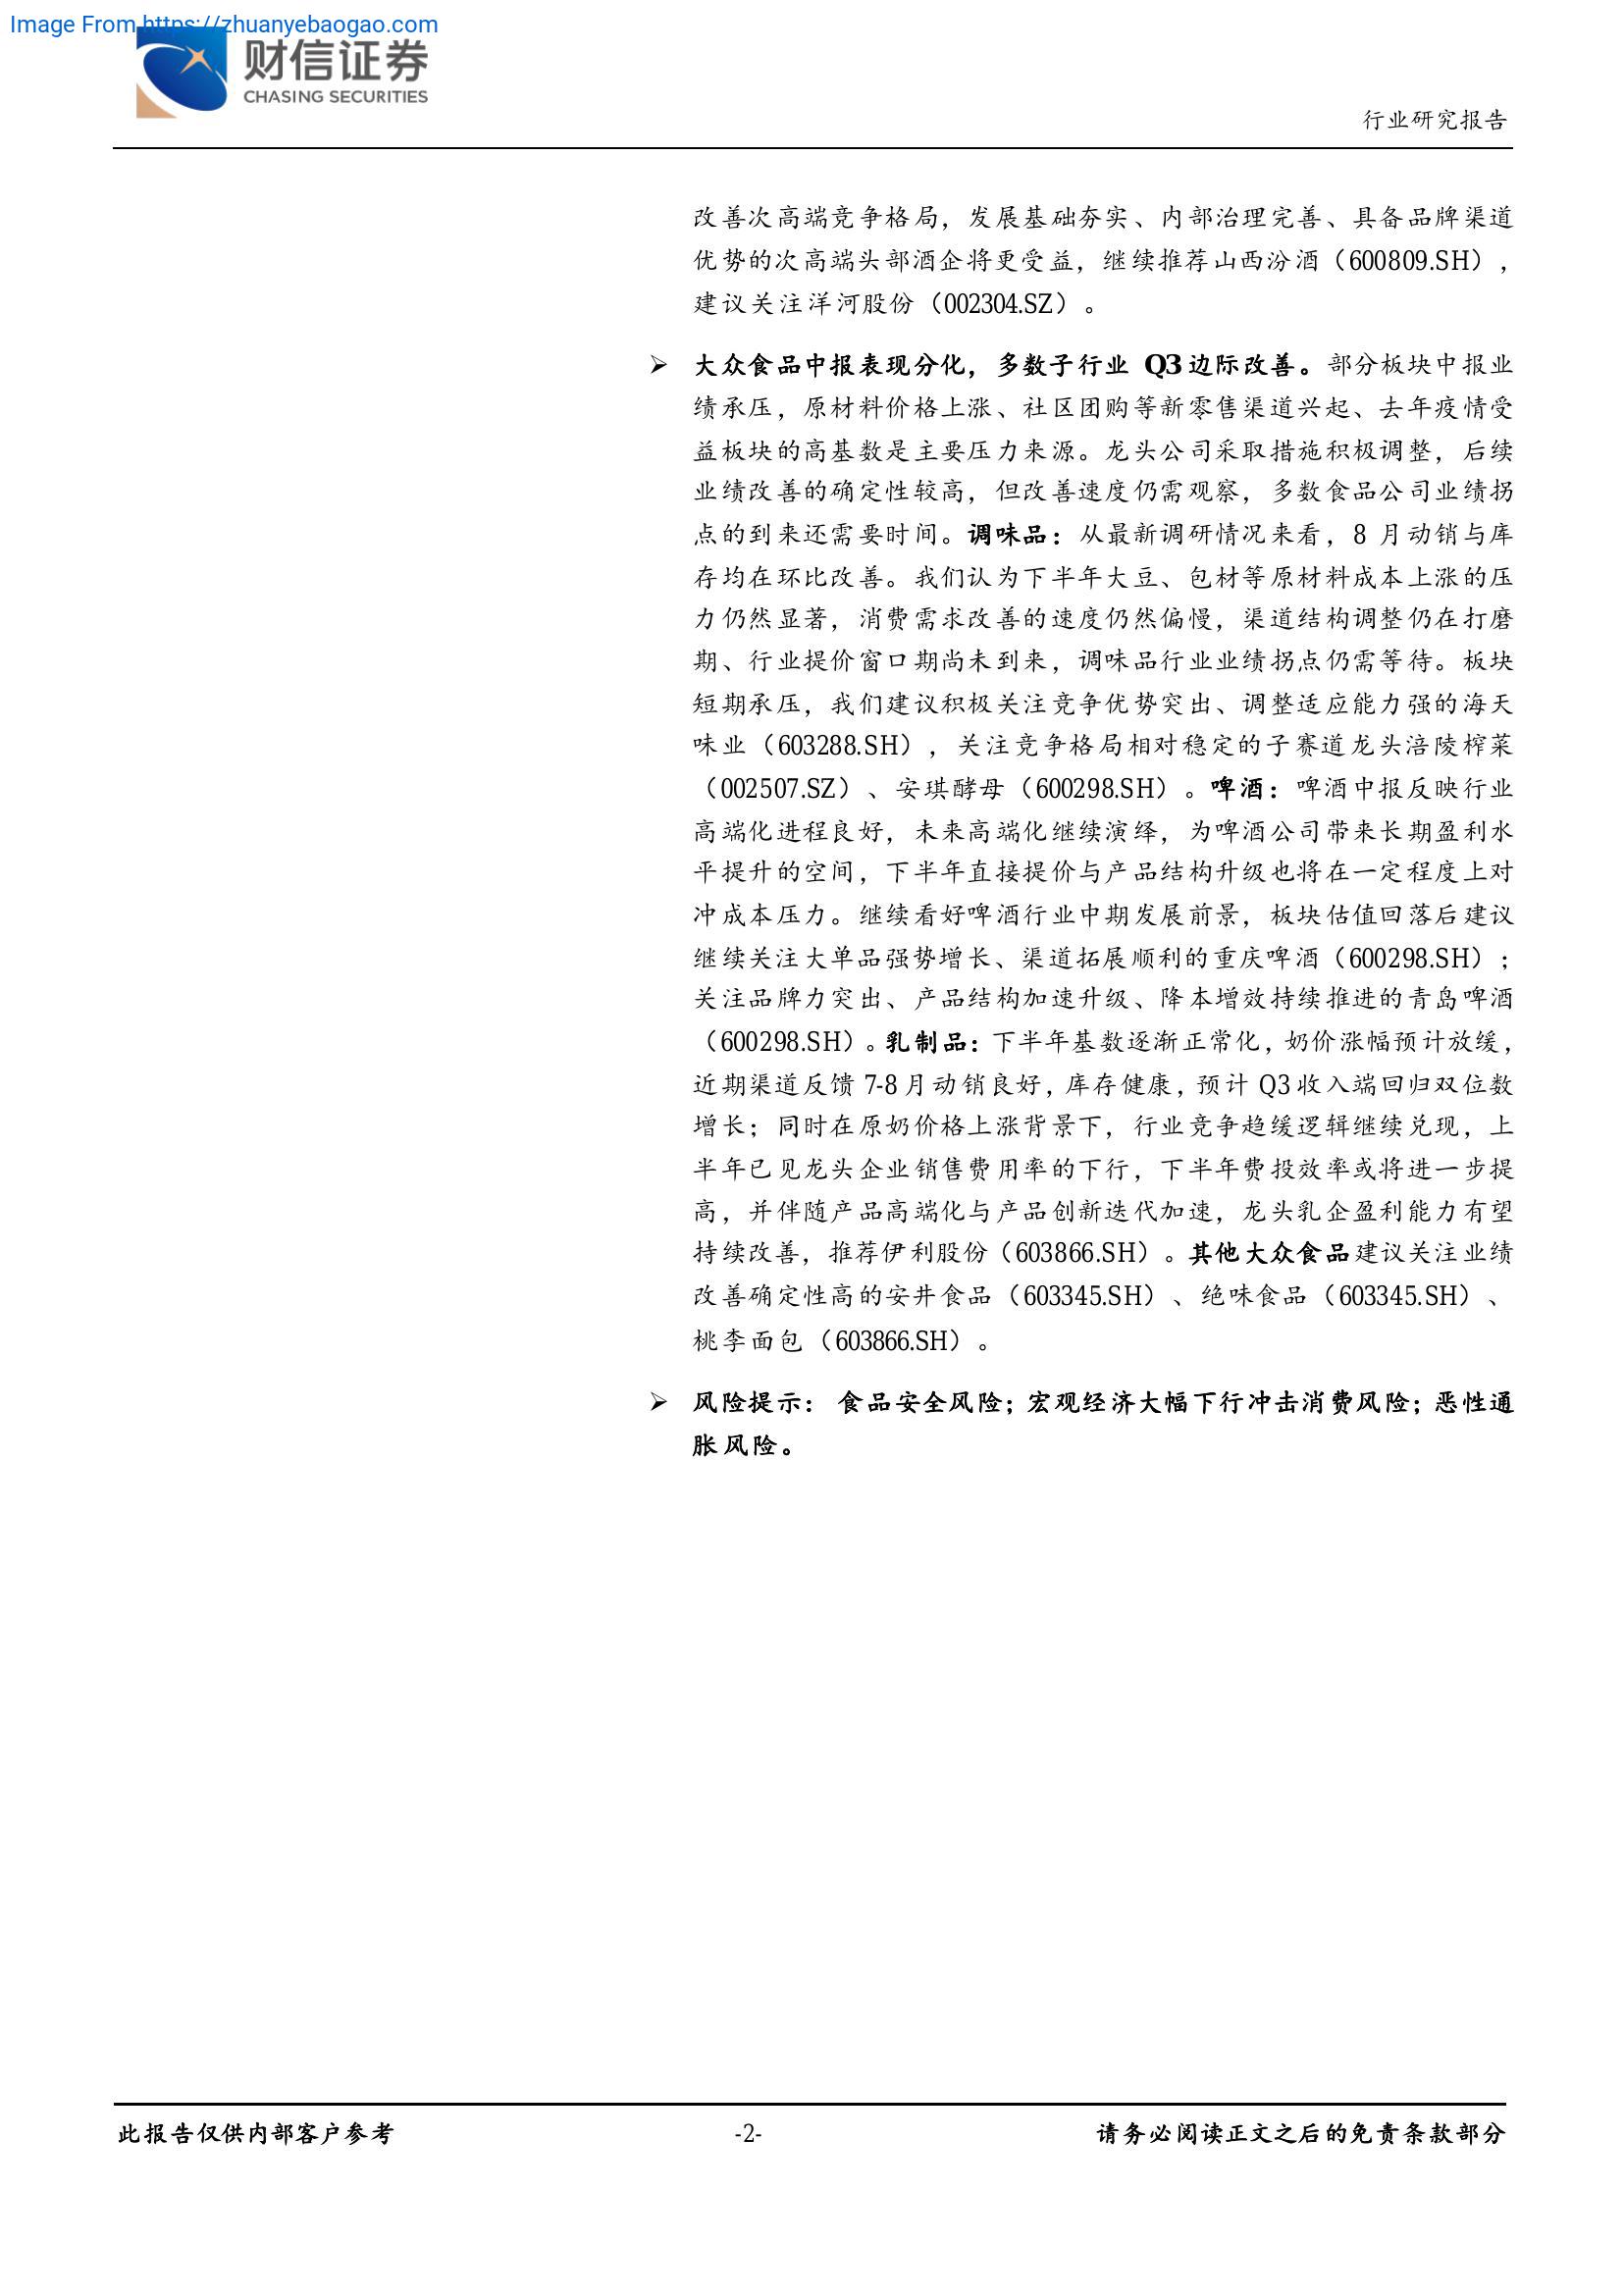 Image From https://zhuanyebaogao.com
财信证券
CHASING SECURITIES
行业研究报告
改善次高端竞争格局，发展基础夯实、内部治理完善、具备品牌渠道
优势的次高端头部酒企将更受益，继续推荐山西汾酒（600809.SH），
建议关注洋河股份（002304.SZ）。
➢ 大众食品中报表现分化，多数子行业 Q3 边际改善。部分板块中报业
绩承压，原材料价格上涨、社区团购等新零售渠道兴起、去年疫情受
益板块的高基数是主要压力来源。龙头公司采取措施积极调整，后续
业绩改善的确定性较高，但改善速度仍需观察，多数食品公司业绩拐
点的到来还需要时间。调味品：从最新调研情况来看，8 月动销与库
存均在环比改善。我们认为下半年大豆、包材等原材料成本上涨的压
力仍然显著，消费需求改善的速度仍然偏慢，渠道结构调整仍在打磨
期、行业提价窗口期尚未到来，调味品行业业绩拐点仍需等待。板块
短期承压，我们建议积极关注竞争优势突出、调整适应能力强的海天
味业（603288.SH），关注竞争格局相对稳定的子赛道龙头涪陵榨菜
（002507.SZ）、安琪酵母（600298.SH）。啤酒：啤酒中报反映行业
高端化进程良好，未来高端化继续演绎，为啤酒公司带来长期盈利水
平提升的空间，下半年直接提价与产品结构升级也将在一定程度上对
冲成本压力。继续看好啤酒行业中期发展前景，板块估值回落后建议
继续关注大单品强势增长、渠道拓展顺利的重庆啤酒（600298.SH）；
关注品牌力突出、产品结构加速升级、降本增效持续推进的青岛啤酒
（600298.SH）。乳制品：下半年基数逐渐正常化，奶价涨幅预计放缓，
近期渠道反馈 7-8 月动销良好，库存健康，预计 Q3 收入端回归双位数
增长；同时在原奶价格上涨背景下，行业竞争趋缓逻辑继续兑现，上
半年已见龙头企业销售费用率的下行，下半年费投效率或将进一步提
高，并伴随产品高端化与产品创新迭代加速，龙头乳企盈利能力有望
持续改善，推荐伊利股份（603866.SH）。其他大众食品建议关注业绩
改善确定性高的安井食品（603345.SH）、绝味食品（603345.SH）、
桃李面包（603866.SH）。
➢ 风险提示： 食品安全风险；宏观经济大幅下行冲击消费风险；恶性通
胀风险。
此报告仅供内部客户参考
-2-
请务必阅读正文之后的免责条款部分